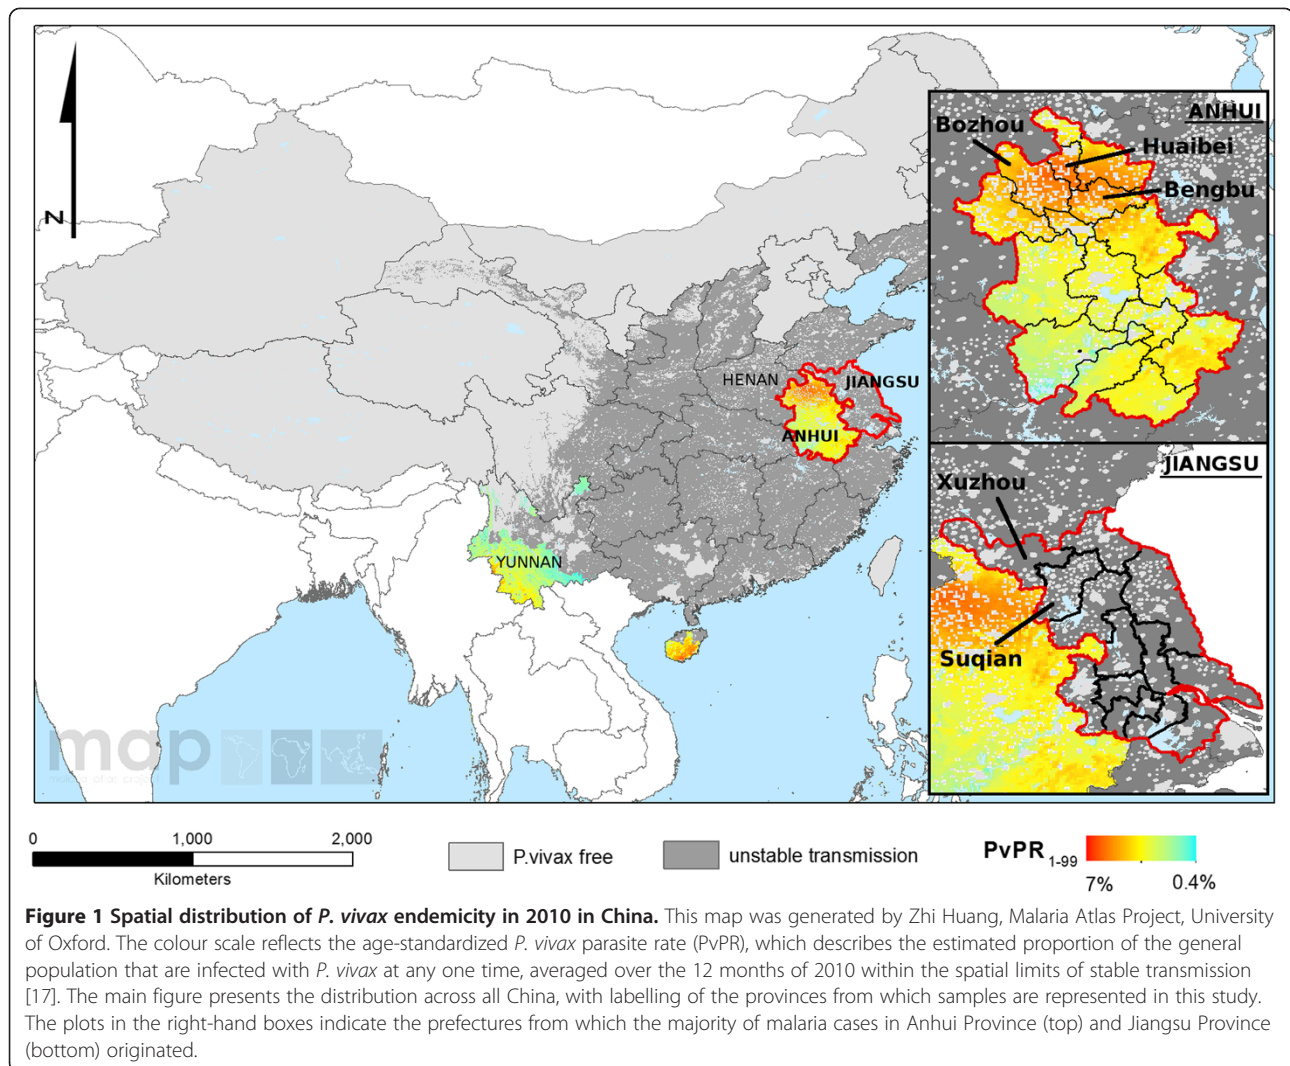 N
ANHUI
Bozhou
Huaibei
Bengbu
HENAN
JIANGSU
ANHUI
YUNNAN
JIANGSU
Xuzhou
Suqian
map
malaria atlas project
0 1,000 2,000
Kilometers
P.vivax free
unstable transmission
PvPR 1-99
7% 0.4%
Figure 1 Spatial distribution of P. vivax endemicity in 2010 in China. This map was generated by Zhi Huang, Malaria Atlas Project, University
of Oxford. The colour scale reflects the age-standardized P. vivax parasite rate (PvPR), which describes the estimated proportion of the general
population that are infected with P. vivax at any one time, averaged over the 12 months of 2010 within the spatial limits of stable transmission
[17]. The main figure presents the distribution across all China, with labelling of the provinces from which samples are represented in this study.
The plots in the right-hand boxes indicate the prefectures from which the majority of malaria cases in Anhui Province (top) and Jiangsu Province
(bottom) originated.